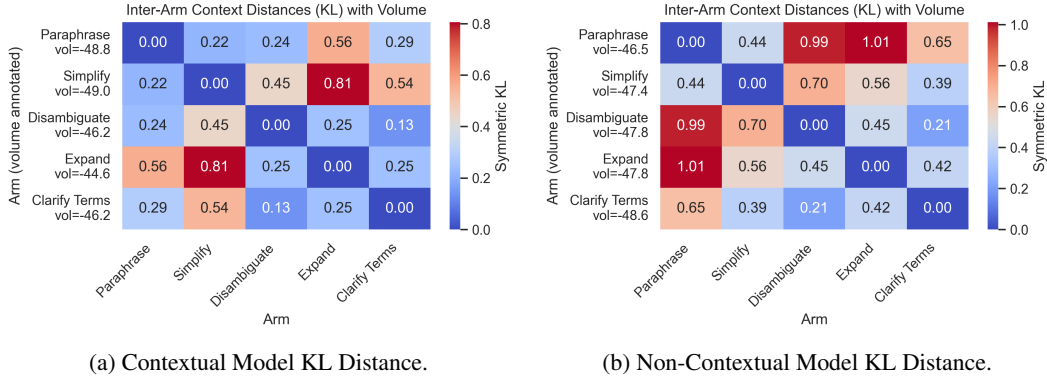 Inter-Arm Context Distances (KL) with Volume
Arm (volume annotated)
Paraphrase
vol=-48.8
0.00 0.22 0.24 0.56 0.29
Simplify
vol=-49.0
0.22 0.00 0.45 0.81 0.54
Disambiguate
vol=-46.2
0.24 0.45 0.00 0.25 0.13
Expand
vol=-44.6
0.56 0.81 0.25 0.00 0.25
Clarify Terms
vol=-46.2
0.29 0.54 0.13 0.25 0.00
Paraphrase Simplify Disambiguate Expand Clarify Terms
Arm
0.8
0.6
0.4
0.2
0.0
Symmetric KL
(a) Contextual Model KL Distance.
Inter-Arm Context Distances (KL) with Volume
Arm (volume annotated)
Paraphrase
vol=-46.5
0.00 0.44 0.99 1.01 0.65
Simplify
vol=-47.4
0.44 0.00 0.70 0.56 0.39
Disambiguate
vol=-47.8
0.99 0.70 0.00 0.45 0.21
Expand
vol=-47.8
1.01 0.56 0.45 0.00 0.42
Clarify Terms
vol=-48.6
0.65 0.39 0.21 0.42 0.00
Paraphrase Simplify Disambiguate Expand Clarify Terms
Arm
1.0
0.8
0.6
0.4
0.2
0.0
Symmetric KL
(b) Non-Contextual Model KL Distance.